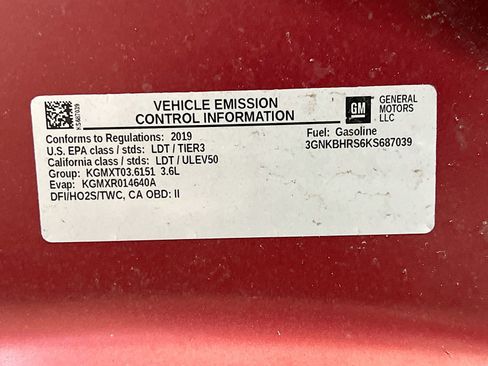 VEHICLE EMISSION
CONTROL INFORMATION
GM
GENERAL
MOTORS
LLC
Conforms to Regulations: 2019
U.S. EPA class / stds: LDT / TIER3
California class / stds: LDT / ULEV50
Group: KGMXT03.6151 3.6L
Evap: KGMXR014640A
DFI/HO2S/TWC, CA OBD: II
Fuel: Gasoline
3GNKBHRS6KS687039
KS687039